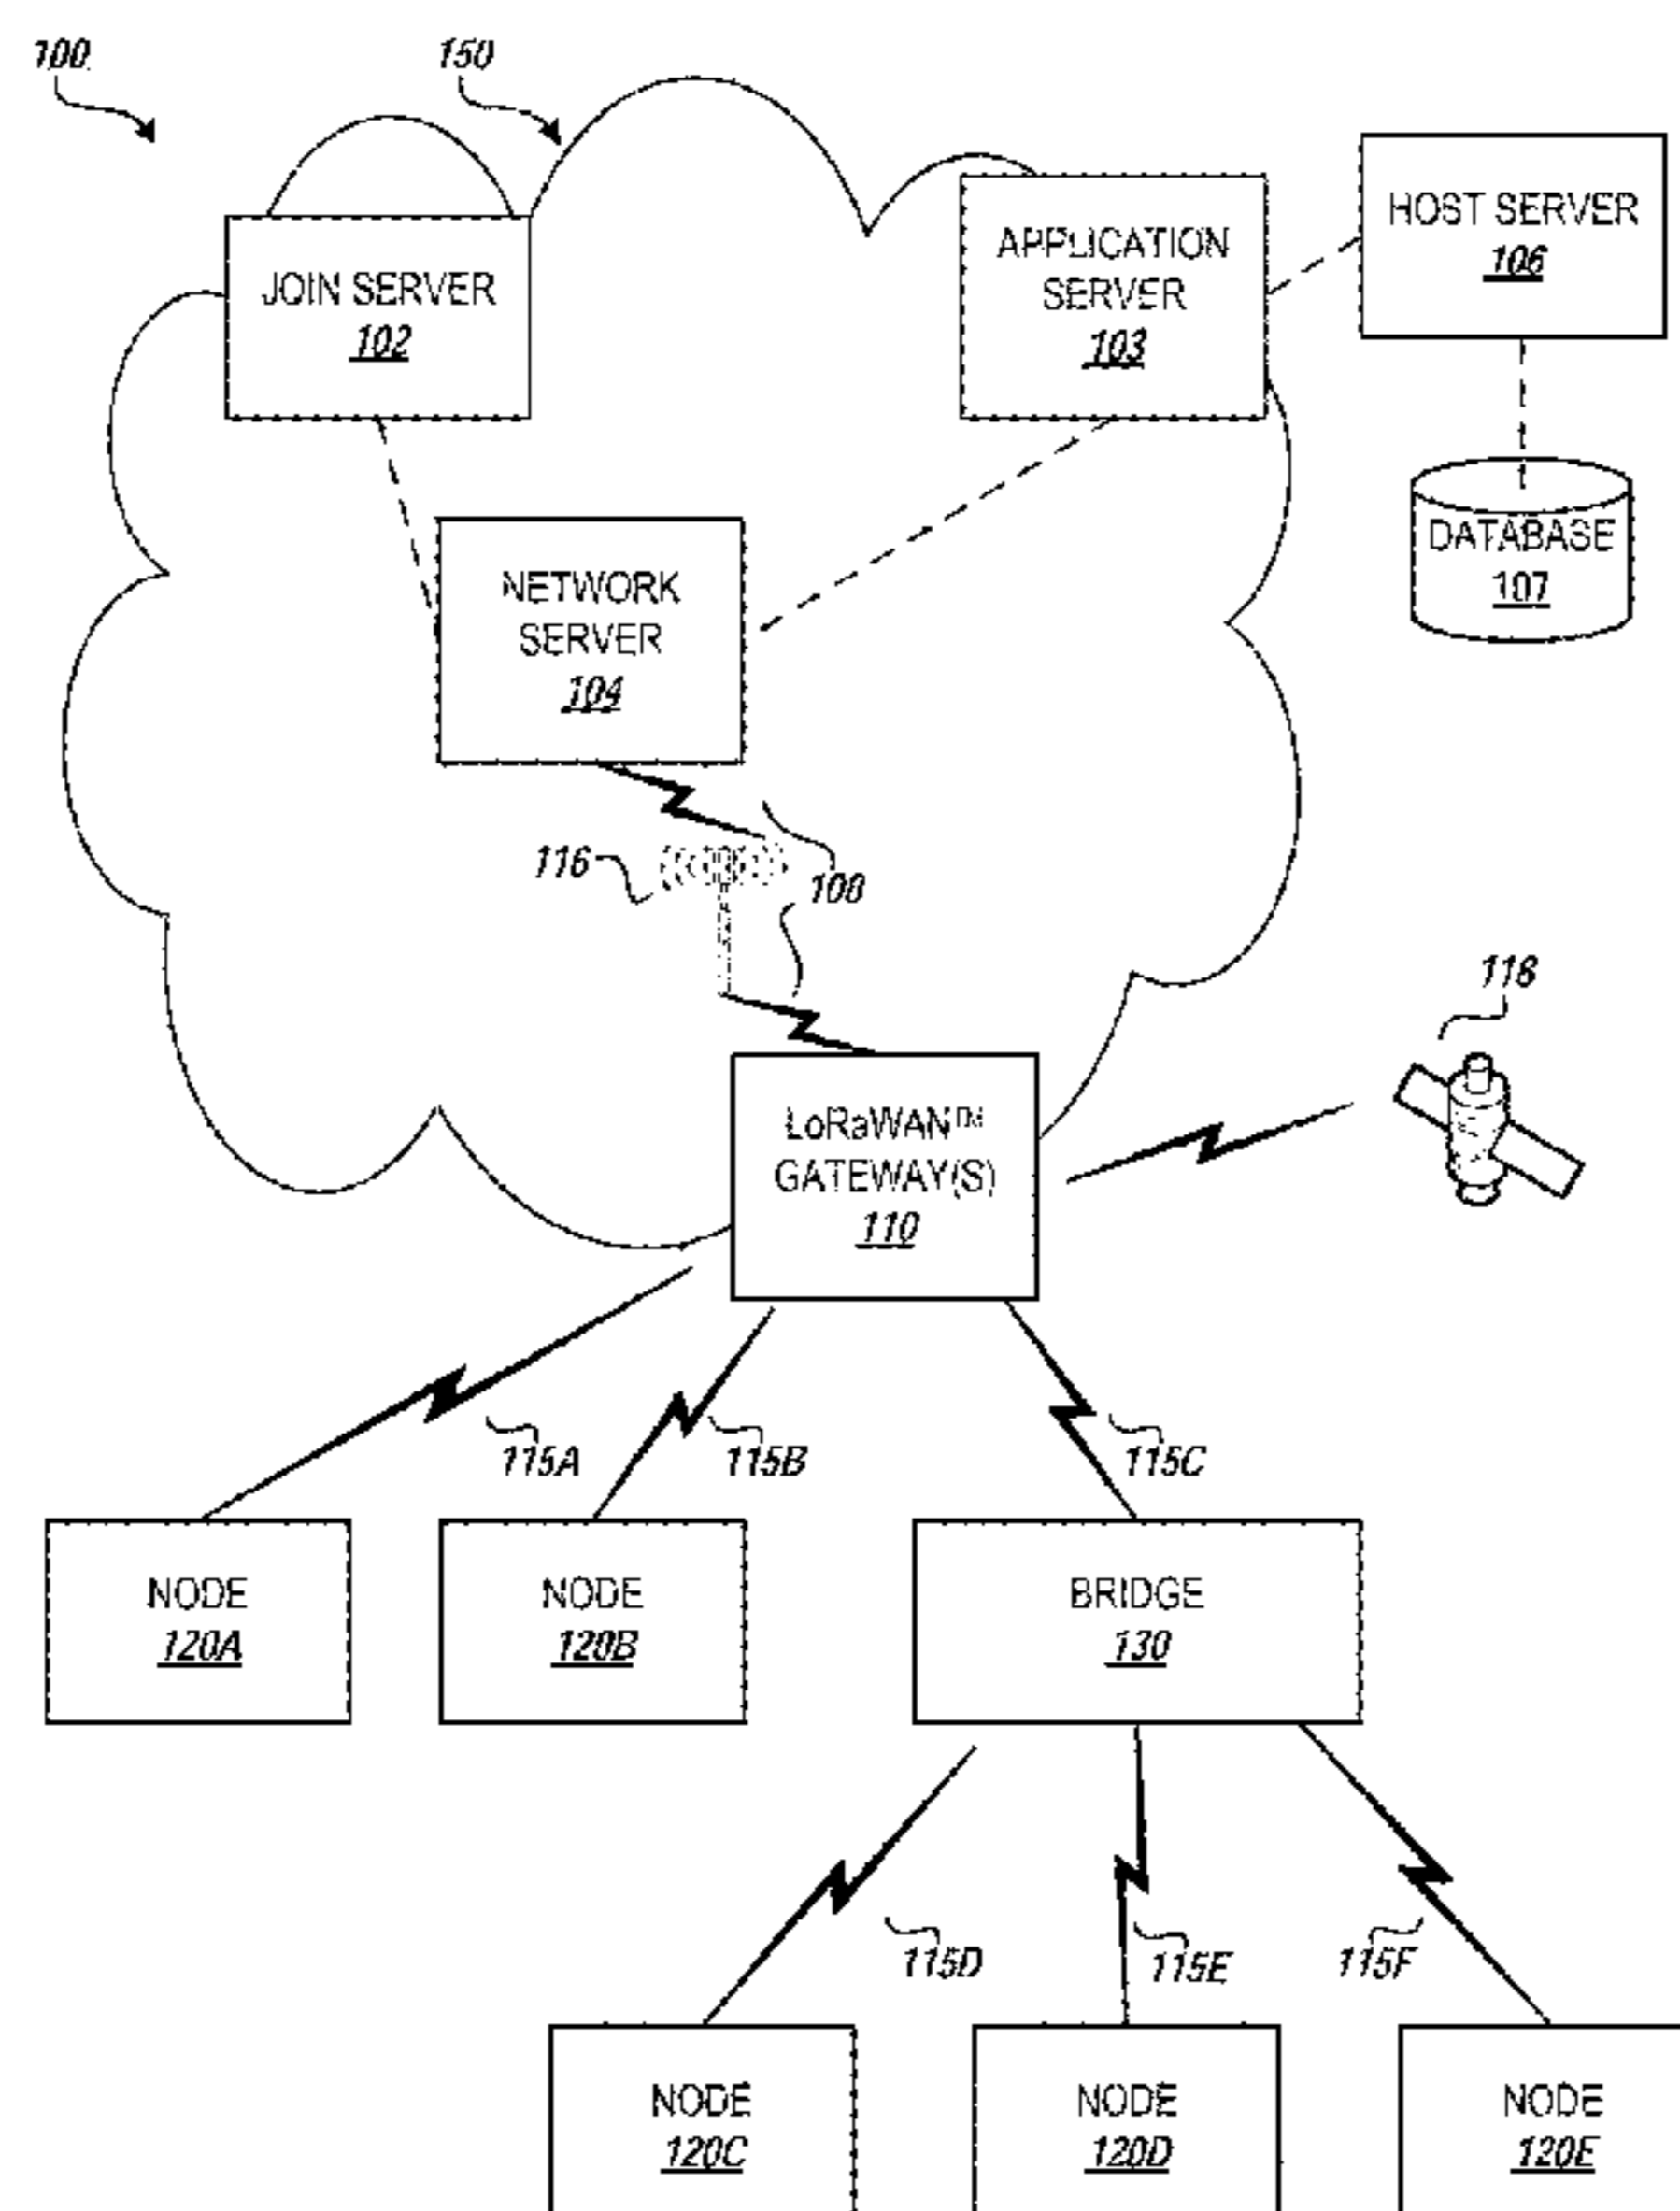 100
150
HOST SERVER
106
APPLICATION
SERVER
103
JOIN SERVER
102
DATABASE
107
NETWORK
SERVER
104
116
108
118
LoRaWAN™
GATEWAY(S)
110
115A
115B
115C
NODE
120A
NODE
120B
BRIDGE
130
115D
115E
115F
NODE
120C
NODE
120D
NODE
120E